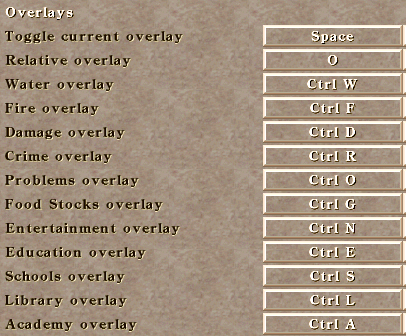 Overlays
Toggle current overlay Space
Relative overlay O
Water overlay Ctrl W
Fire overlay Ctrl F
Damage overlay Ctrl D
Crime overlay Ctrl R
Problems overlay Ctrl O
Food Stocks overlay Ctrl G
Entertainment overlay Ctrl N
Education overlay Ctrl E
Schools overlay Ctrl S
Library overlay Ctrl L
Academy overlay Ctrl A